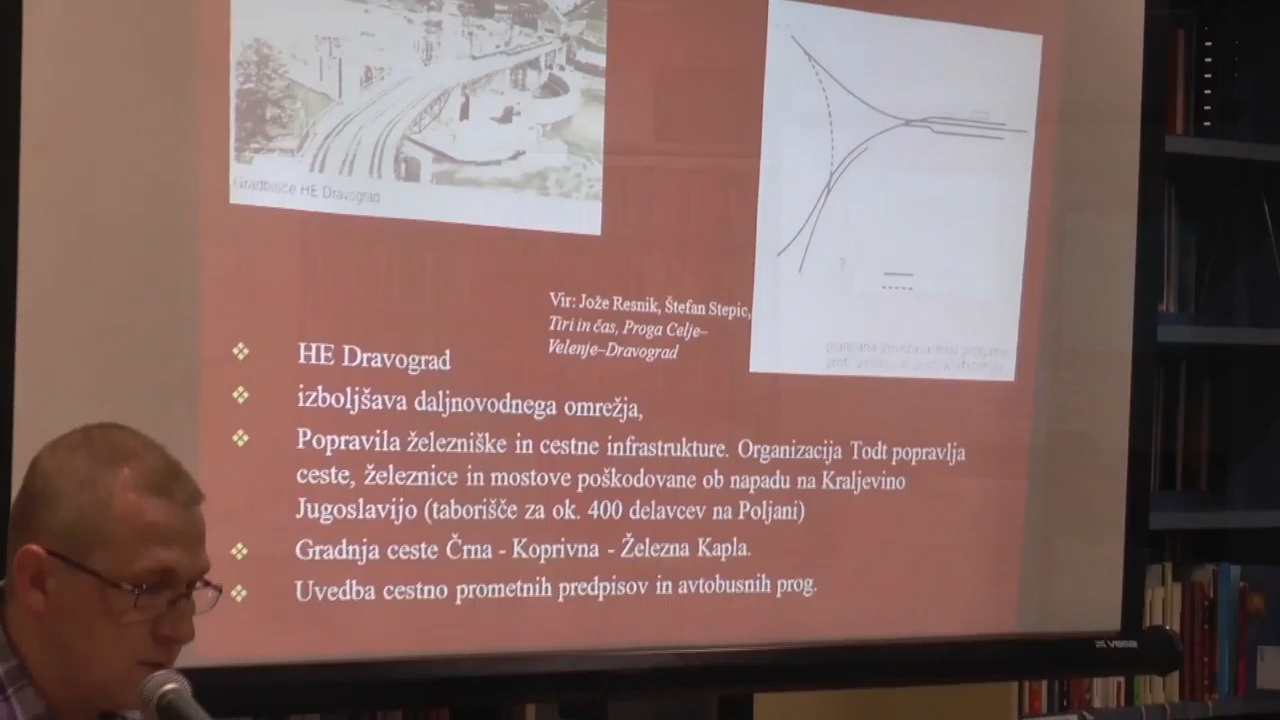 Gradbišče HE Dravograd
Vir: Jože Resnik, Štefan Stepic,
Tiri in čas, Proga Celje–
Velenje–Dravograd
HE Dravograd
izboljšava daljnovodnega omrežja,
Popravila železniške in cestne infrastrukture. Organizacija Todt popravlja
ceste, železnice in mostove poškodovane ob napadu na Kraljevino
Jugoslavijo (taborišče za ok. 400 delavcev na Poljani)
Gradnja ceste Črna - Koprivna - Železna Kapla.
Uvedba cestno prometnih predpisov in avtobusnih prog.